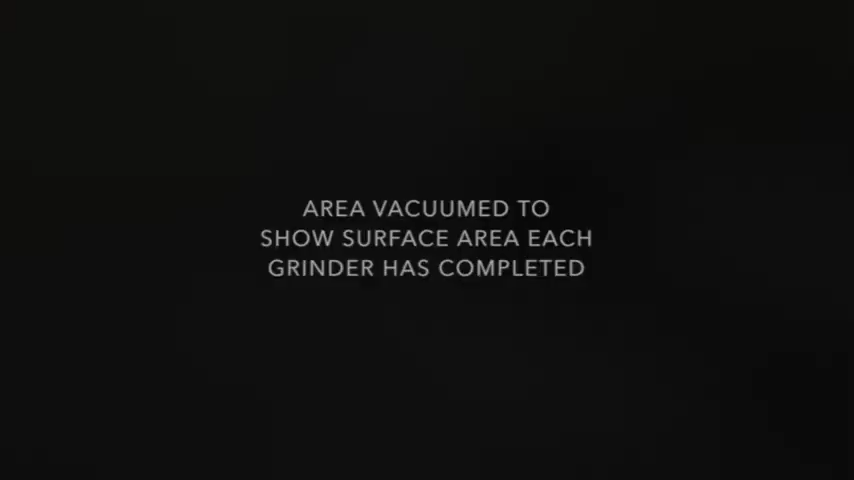 AREA VACUUMED TO
SHOW SURFACE AREA EACH
GRINDER HAS COMPLETED